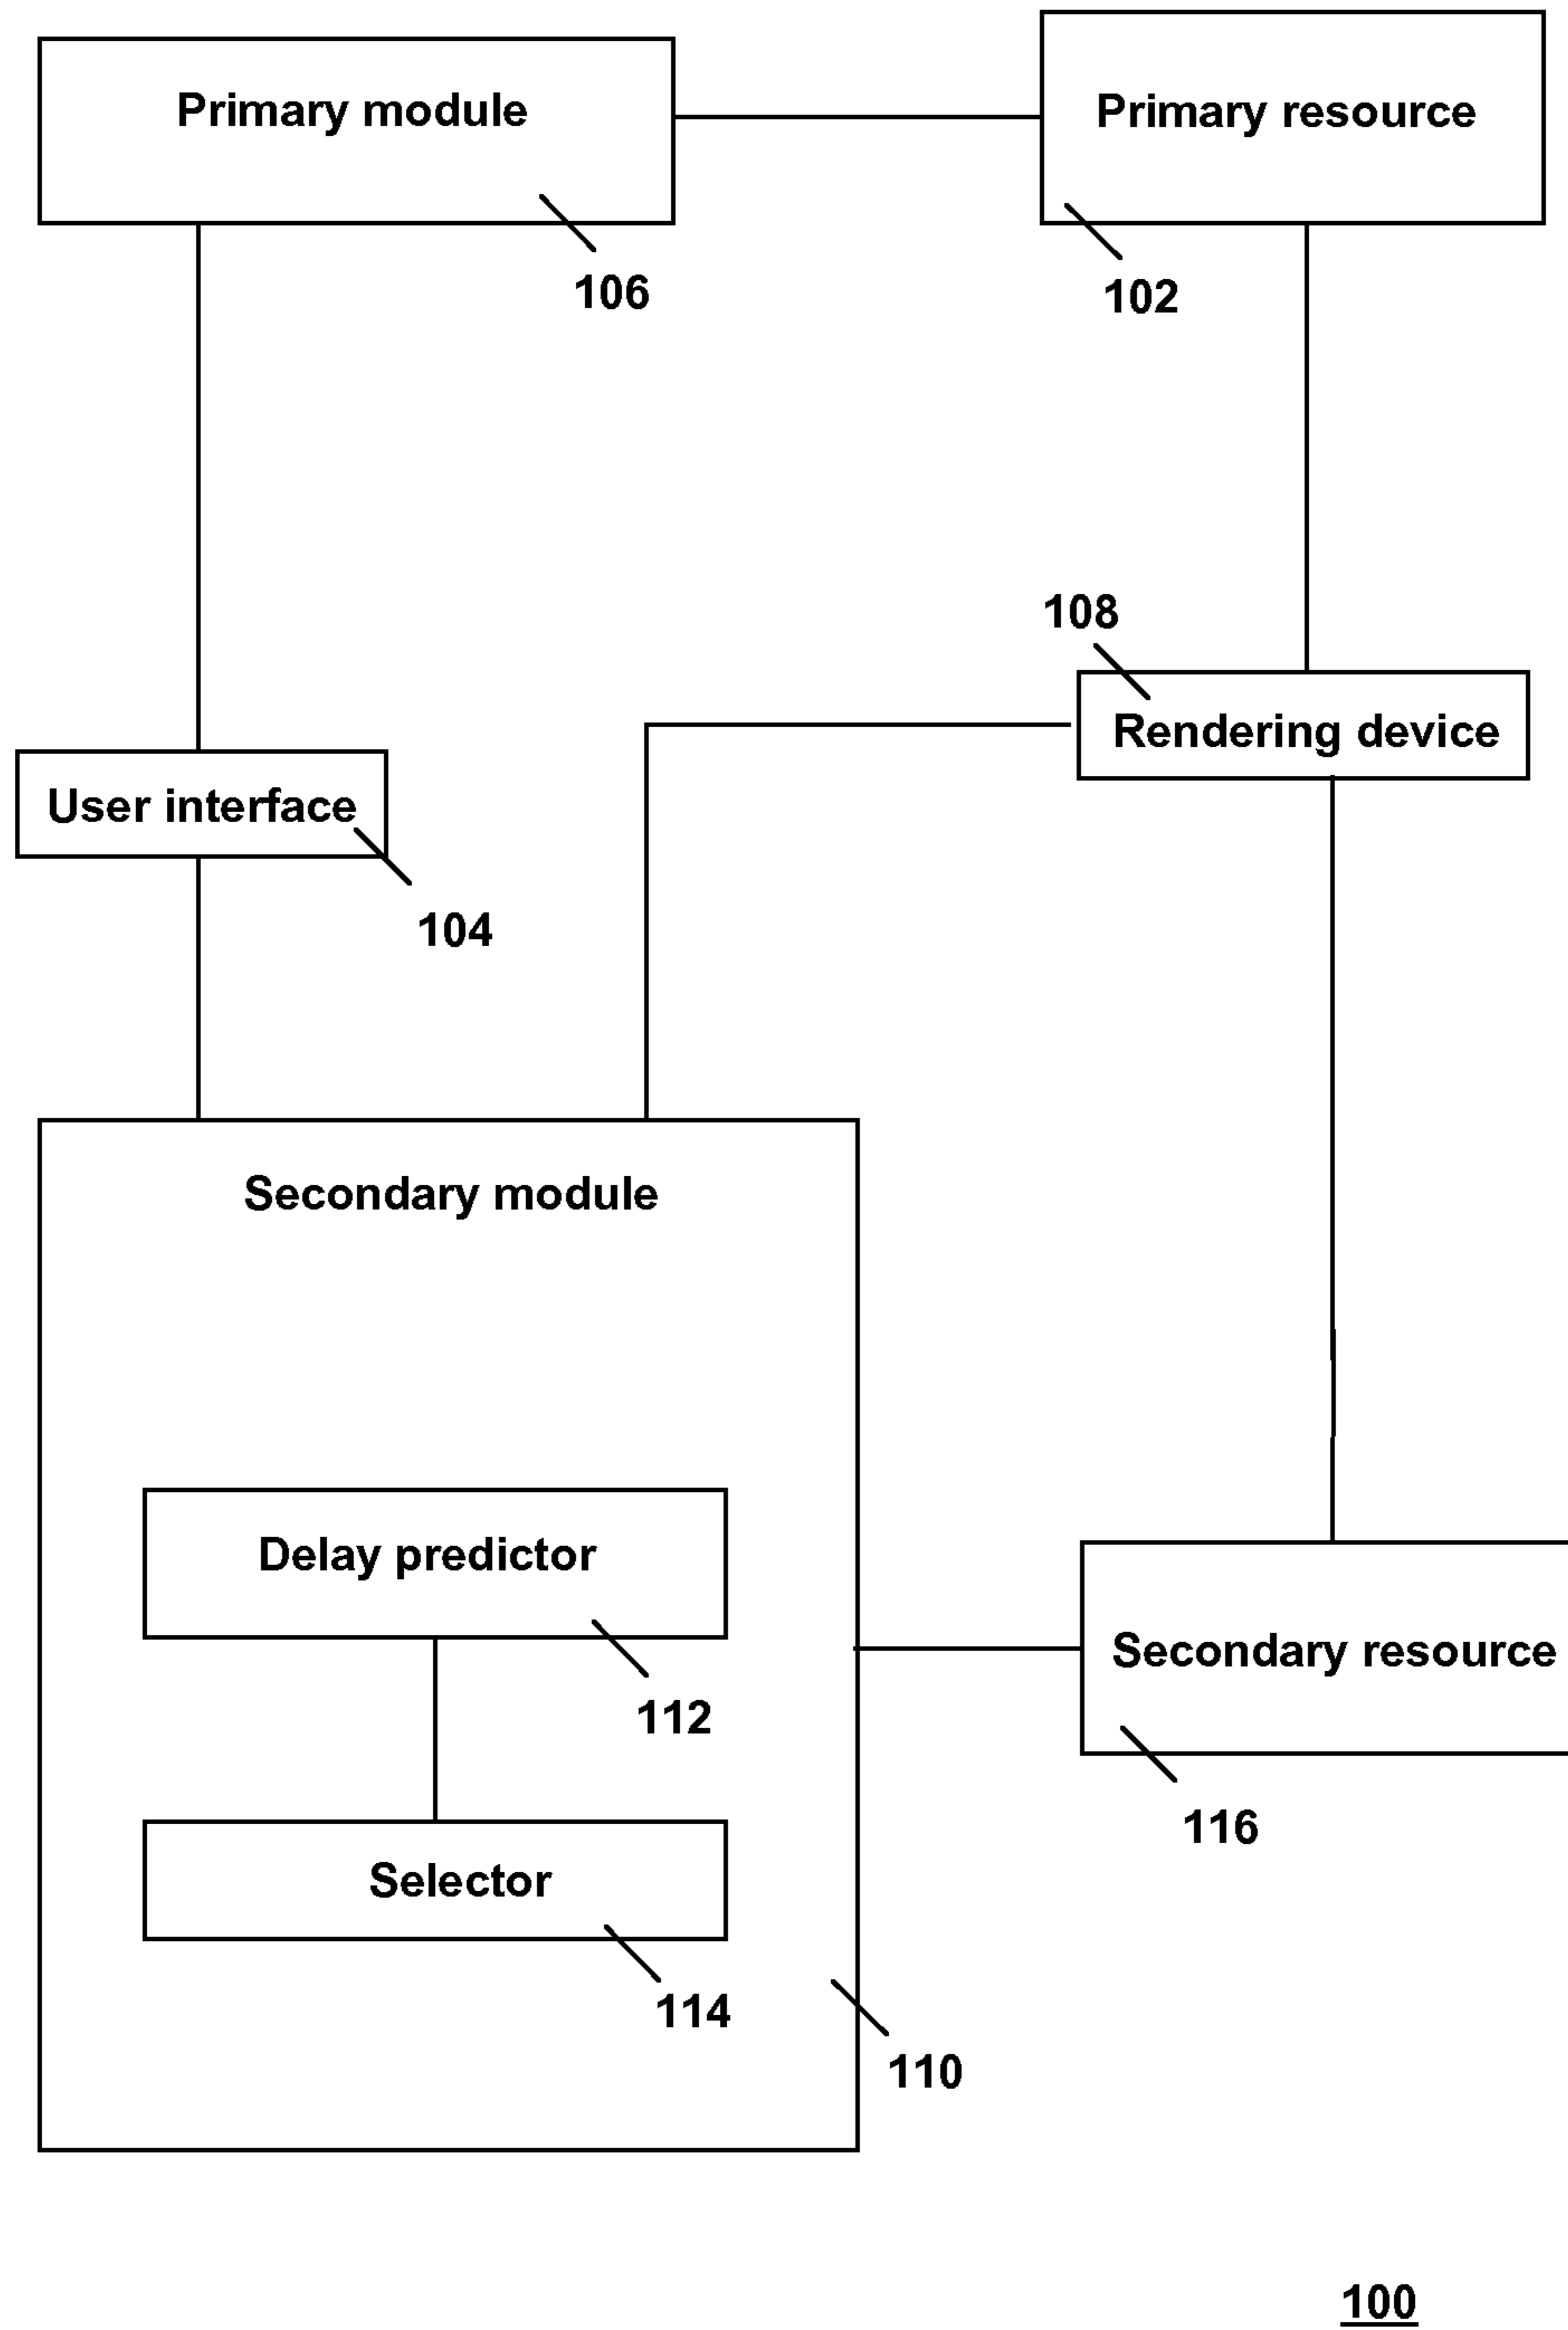 Primary module
Primary resource
106
102
108
Rendering device
User interface
104
Secondary module
Delay predictor
Secondary resource
112
116
Selector
114
110
100